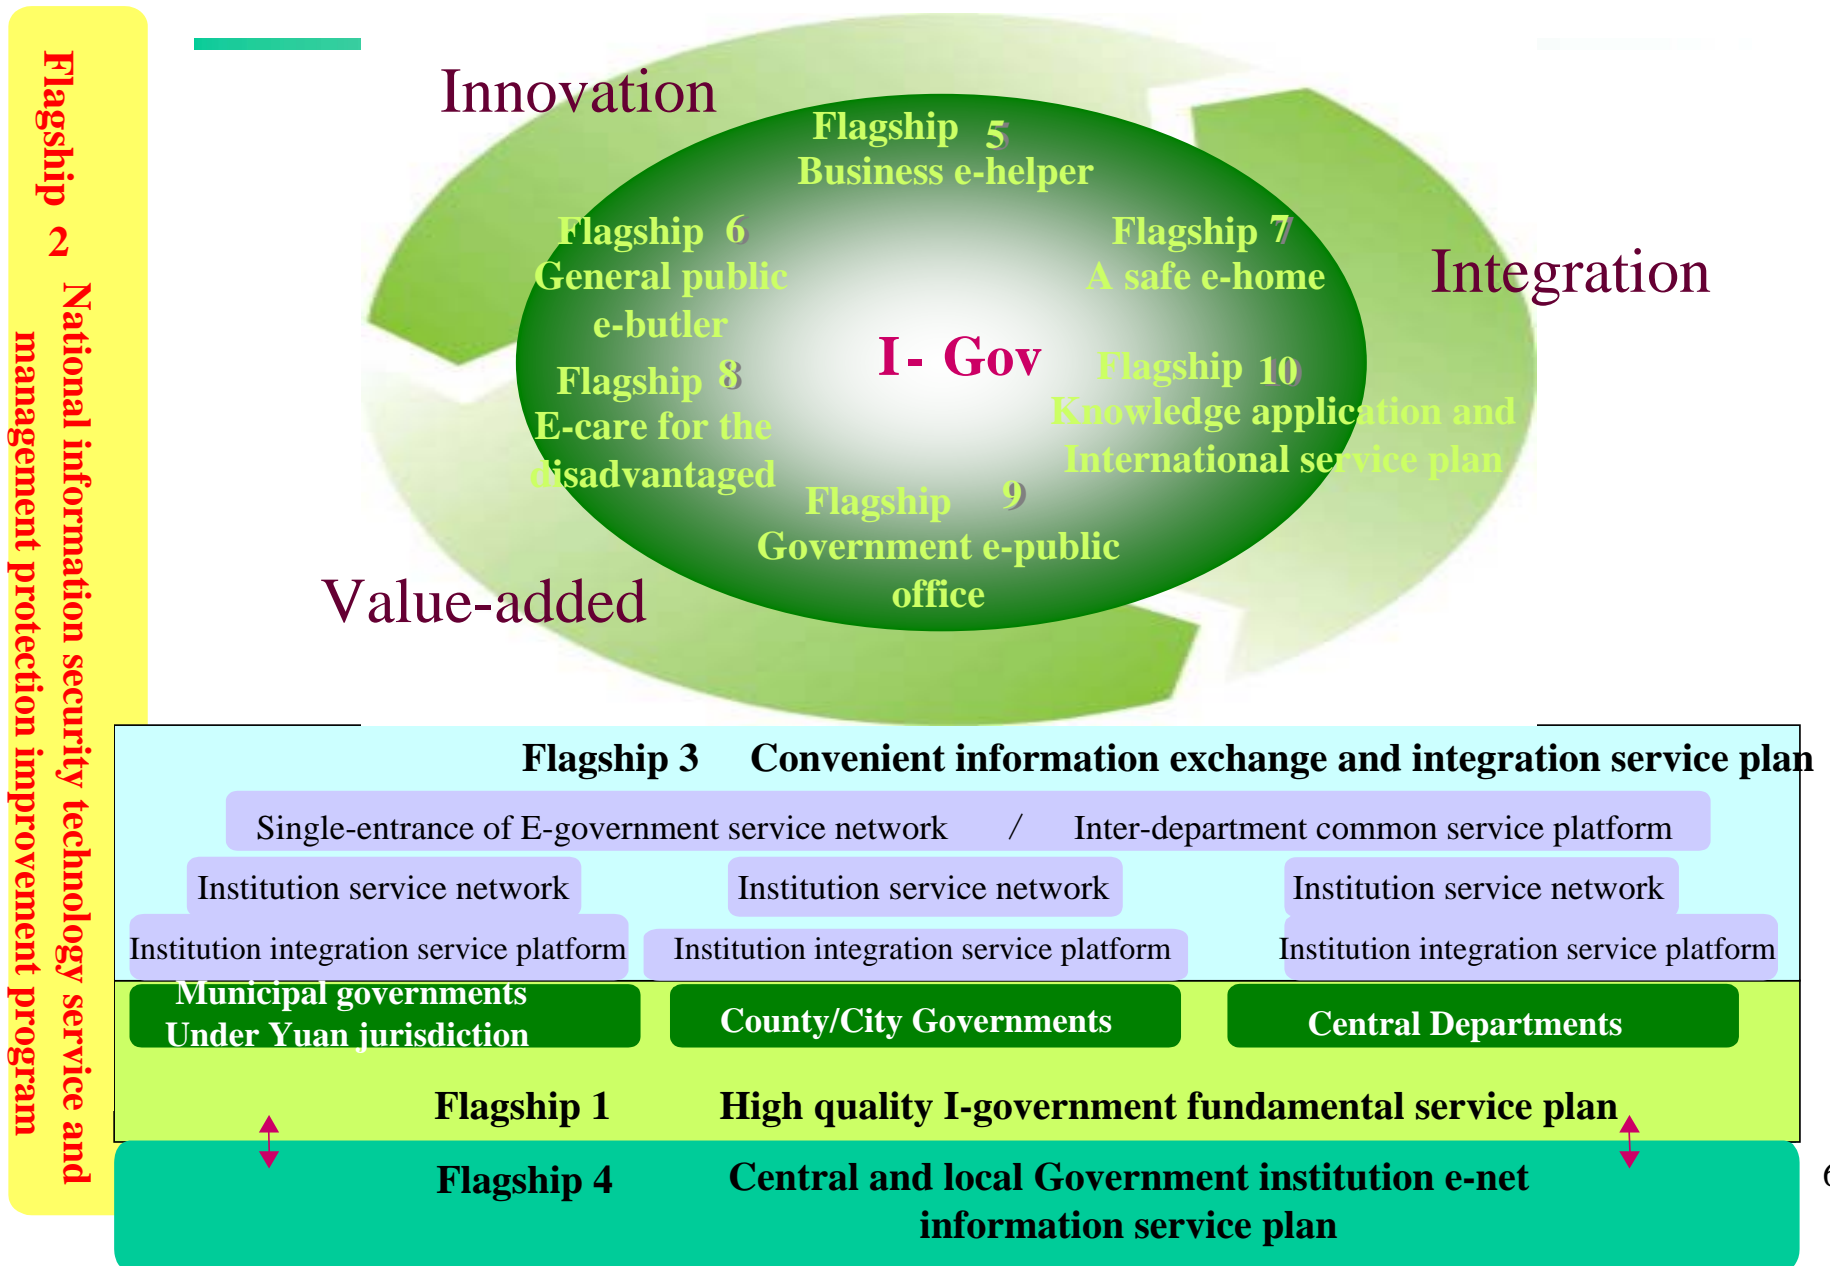 Flagship 2
National information security technology service and
management protection improvement program
Innovation
Integration
Value-added
Flagship 5
Business e-helper
Flagship 6
General public
e-butler
Flagship 7
A safe e-home
I- Gov
Flagship 8
E-care for the
disadvantaged
Flagship 10
Knowledge application and
International service plan
Flagship 9
Government e-public
office
Flagship 3 Convenient information exchange and integration service plan
Single-entrance of E-government service network / Inter-department common service platform
Institution service network Institution service network Institution service network
Institution integration service platform Institution integration service platform Institution integration service platform
Municipal governments
Under Yuan jurisdiction
County/City Governments
Central Departments
Flagship 1 High quality I-government fundamental service plan
Flagship 4 Central and local Government institution e-net
information service plan